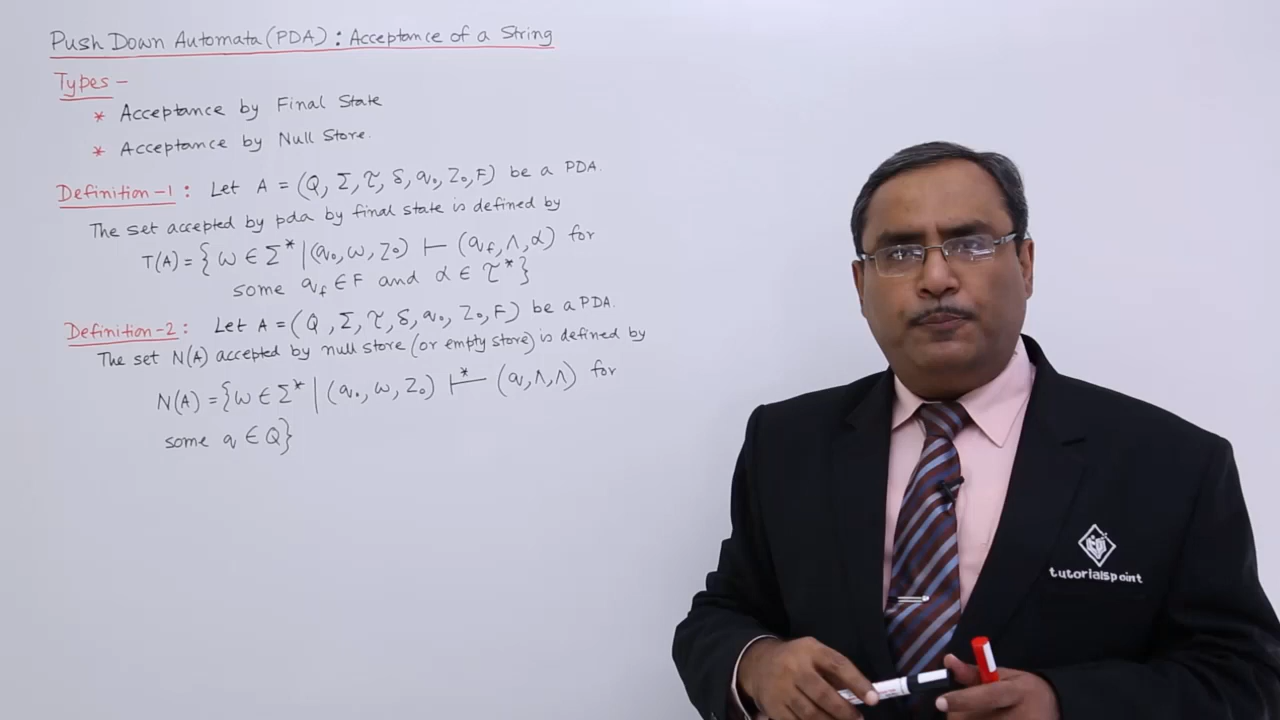 Push Down Automata (PDA) : Acceptance of a String
Types –
* Acceptance by Final State
* Acceptance by Null Store.
Definition-1 : Let A = (Q, Σ, τ, δ, q₀, Z₀, F) be a PDA.
The set accepted by pda by final state is defined by
T(A) = { w ∈ Σ* | (q₀, w, Z₀) ⊢ (q_f, Λ, α) for
some q_f ∈ F and α ∈ τ* }
Definition-2 : Let A = (Q, Σ, τ, δ, q₀, Z₀, F) be a PDA.
The set N(A) accepted by null store (or empty store) is defined by
N(A) = { w ∈ Σ* | (q₀, w, Z₀) ⊢* (q, Λ, Λ) for
some q ∈ Q }
tutorialspoint